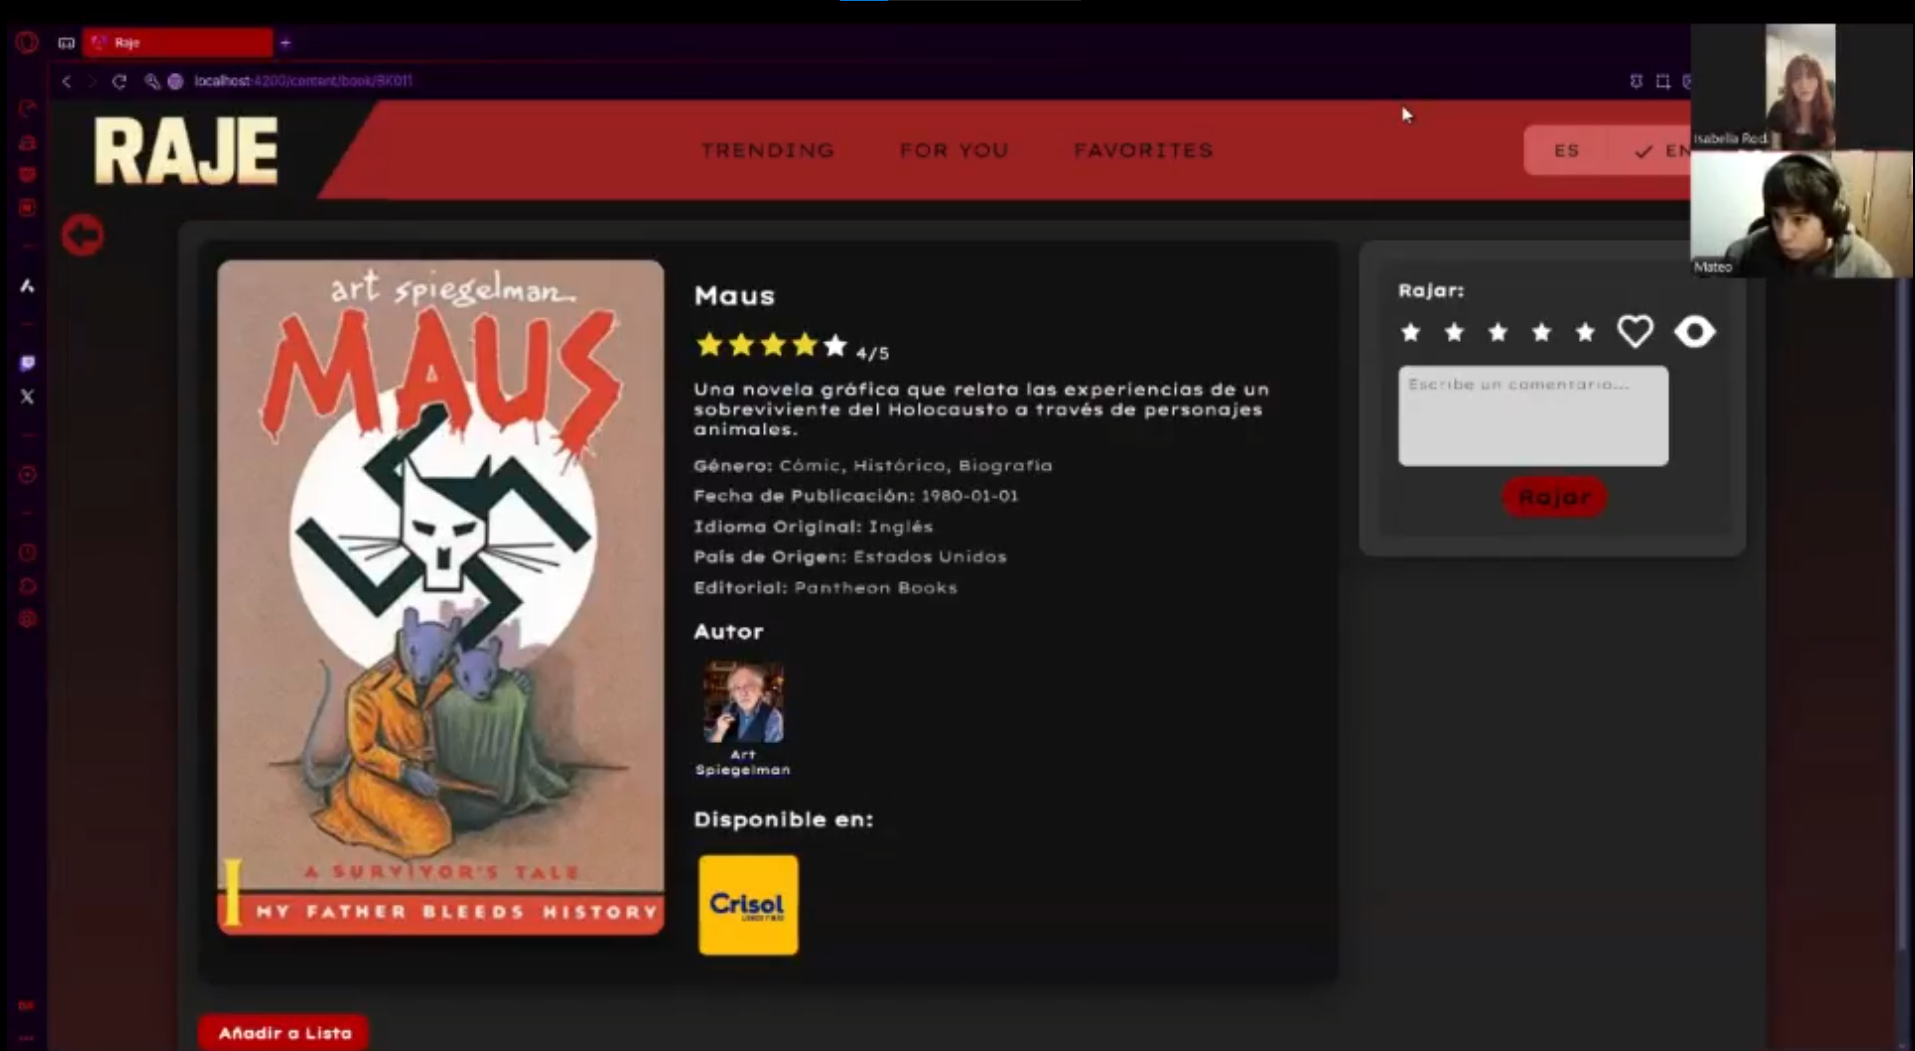 Raje
localhost:4200/content/book/BK011
RAJE
TRENDING
FOR YOU
FAVORITES
ES
EN
Isabella Rod.
Mateo
art spiegelman.
MAUS
A SURVIVOR'S TALE
I
MY FATHER BLEEDS HISTORY
Maus
4/5
Una novela gráfica que relata las experiencias de un
sobreviviente del Holocausto a través de personajes
animales.
Género: Cómic, Histórico, Biografía
Fecha de Publicación: 1980-01-01
Idioma Original: Inglés
País de Origen: Estados Unidos
Editorial: Pantheon Books
Autor
Art
Spiegelman
Disponible en:
Crisol
Rajar:
Escribe un comentario...
Rajar
Añadir a Lista